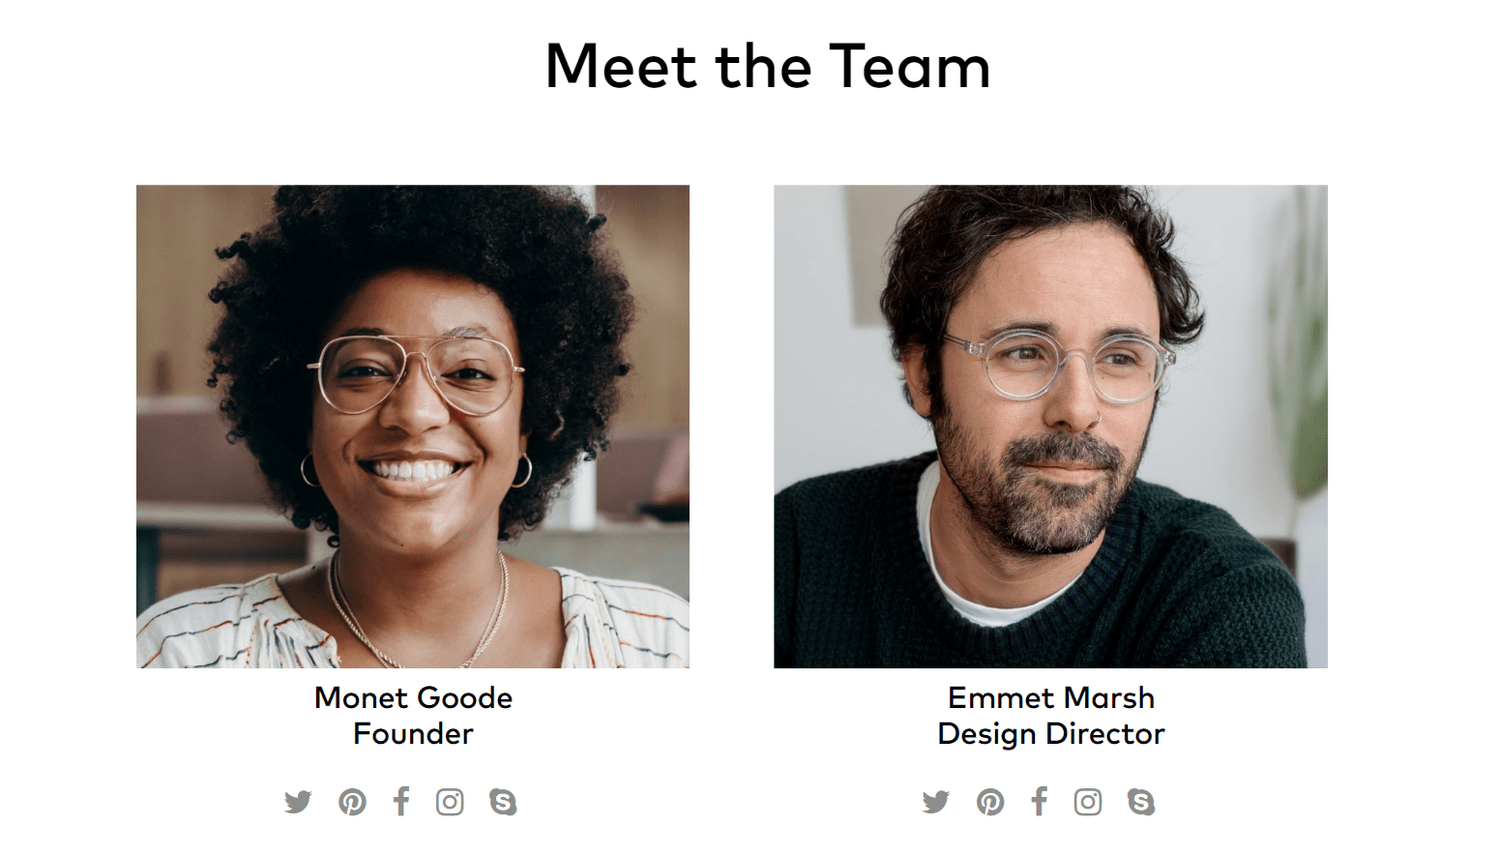 Meet the Team
Monet Goode
Founder
Emmet Marsh
Design Director